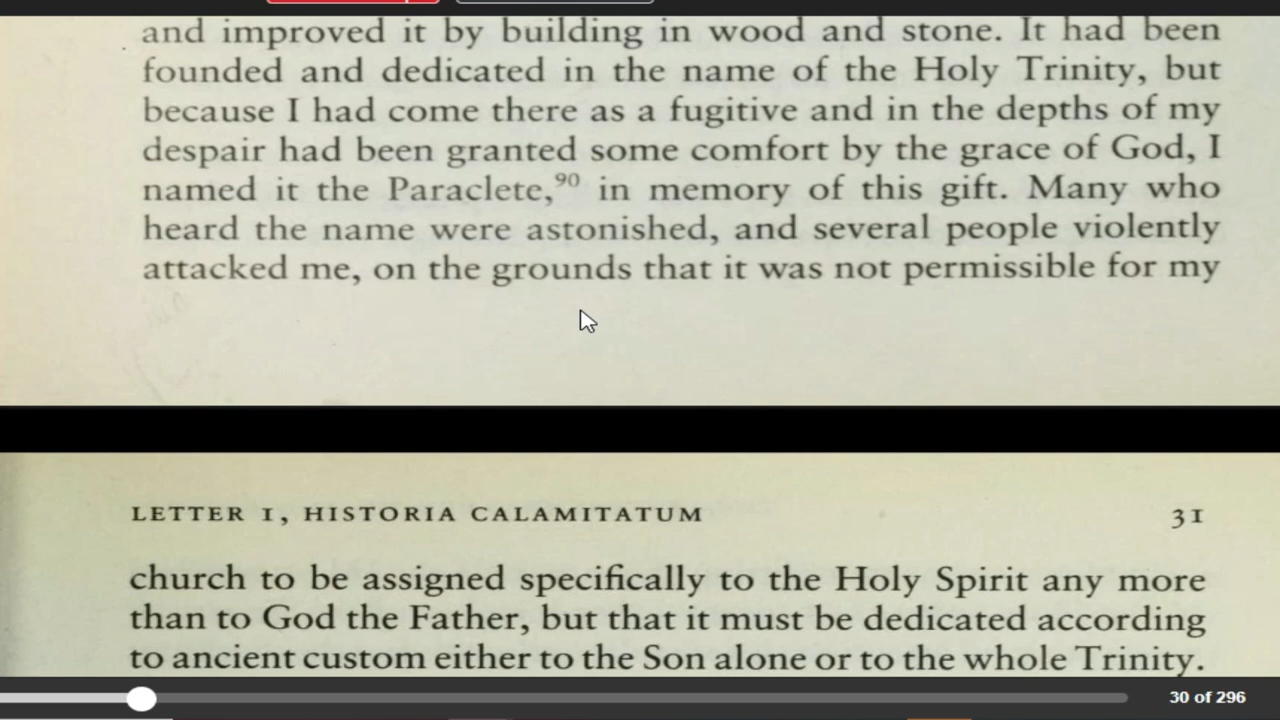 and improved it by building in wood and stone. It had been
founded and dedicated in the name of the Holy Trinity, but
because I had come there as a fugitive and in the depths of my
despair had been granted some comfort by the grace of God, I
named it the Paraclete,⁹⁰ in memory of this gift. Many who
heard the name were astonished, and several people violently
attacked me, on the grounds that it was not permissible for my
LETTER 1, HISTORIA CALAMITATUM 31
church to be assigned specifically to the Holy Spirit any more
than to God the Father, but that it must be dedicated according
to ancient custom either to the Son alone or to the whole Trinity.
30 of 296